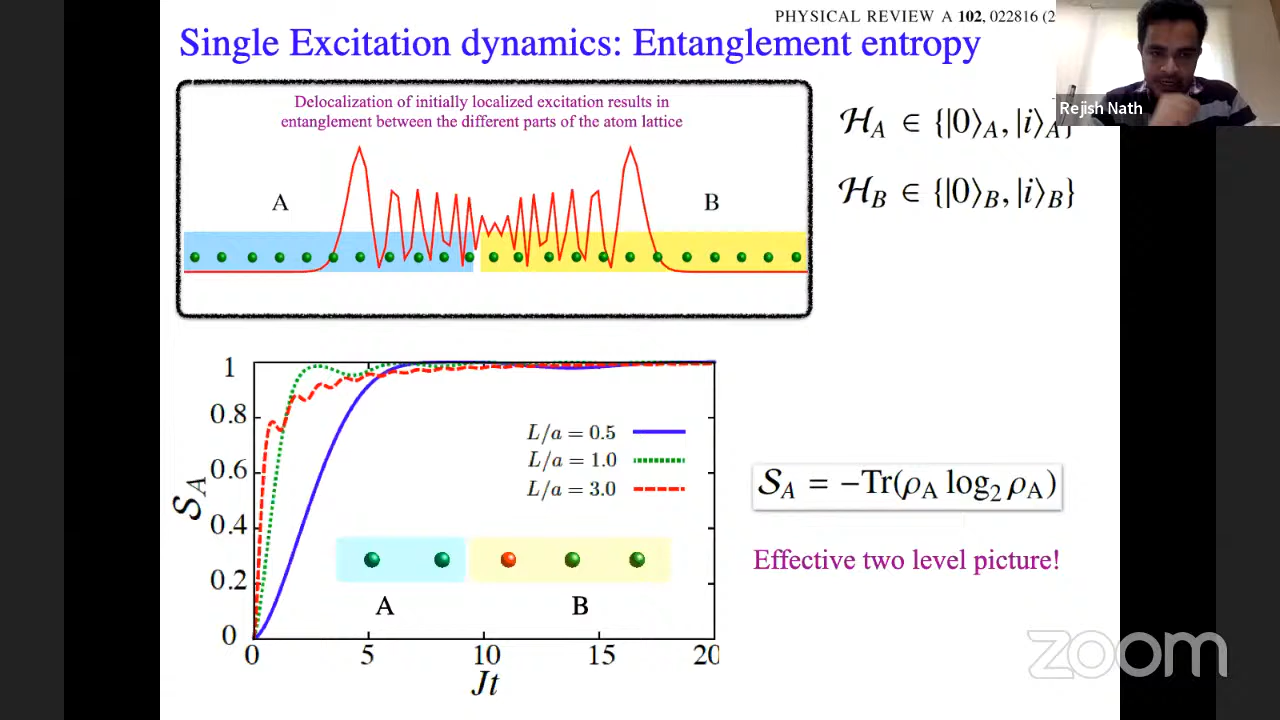 PHYSICAL REVIEW A 102, 022816 (2
Single Excitation dynamics: Entanglement entropy
Rejish Nath
Delocalization of initially localized excitation results in
entanglement between the different parts of the atom lattice
A
B
ℋ_A ∈ {|0⟩_A, |i⟩_A}
ℋ_B ∈ {|0⟩_B, |i⟩_B}
1
0.8
0.6
0.4
0.2
0
S_A
L/a = 0.5
L/a = 1.0
L/a = 3.0
A
B
0 5 10 15 20
Jt
S_A = −Tr(ρ_A log₂ ρ_A)
Effective two level picture!
zoom